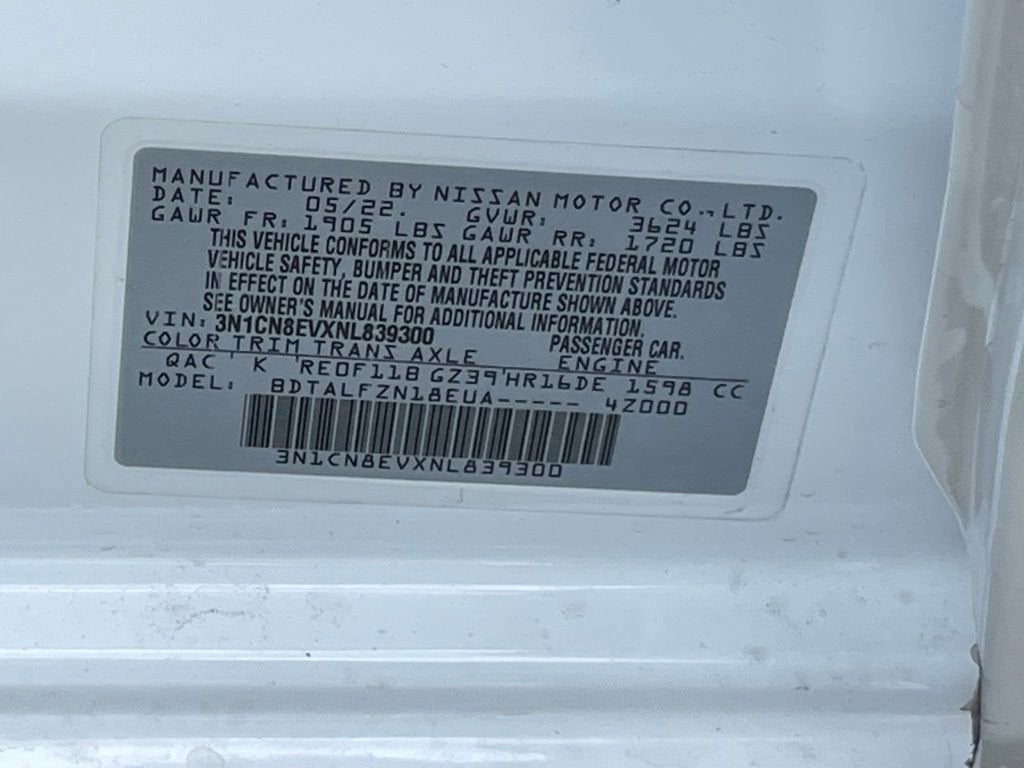 MANUFACTURED BY NISSAN MOTOR CO.,LTD.
DATE: 05/22. GVWR: 3624 LBS
GAWR FR: 1905 LBS GAWR RR: 1720 LBS
THIS VEHICLE CONFORMS TO ALL APPLICABLE FEDERAL MOTOR
VEHICLE SAFETY, BUMPER AND THEFT PREVENTION STANDARDS
IN EFFECT ON THE DATE OF MANUFACTURE SHOWN ABOVE.
SEE OWNER'S MANUAL FOR ADDITIONAL INFORMATION.
VIN: 3N1CN8EVXNL839300 PASSENGER CAR.
COLOR TRIM TRANS AXLE ENGINE
QAC ' K 'RE0F11B GZ39'HR16DE 1598 CC
MODEL: BDTALFZN18EUA----- 4Z000
3N1CN8EVXNL839300